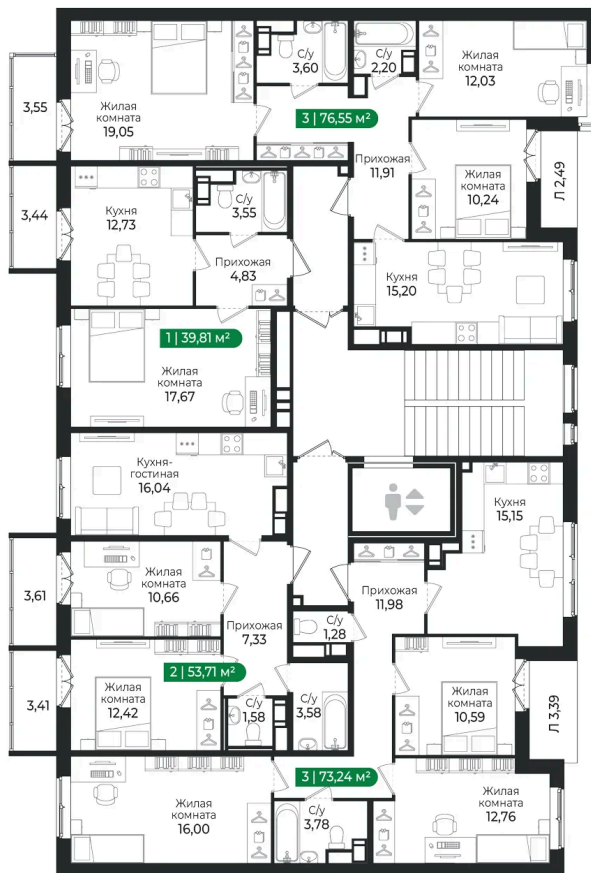 С/у
3,60
С/у
2,20
Жилая
комната
12,03
3,55
Жилая
комната
19,05
3 | 76,55 м²
Прихожая
11,91
Жилая
комната
10,24
Л 2,49
3,44
Кухня
12,73
С/у
3,55
Прихожая
4,83
Кухня
15,20
1 | 39,81 м²
Жилая
комната
17,67
Кухня-
гостиная
16,04
Кухня
15,15
3,61
Жилая
комната
10,66
Прихожая
7,33
С/у
1,28
Прихожая
11,98
2 | 53,71 м²
3,41
Жилая
комната
12,42
С/у
1,58
С/у
3,58
Жилая
комната
10,59
Л 3,39
3 | 73,24 м²
Жилая
комната
16,00
С/у
3,78
Жилая
комната
12,76